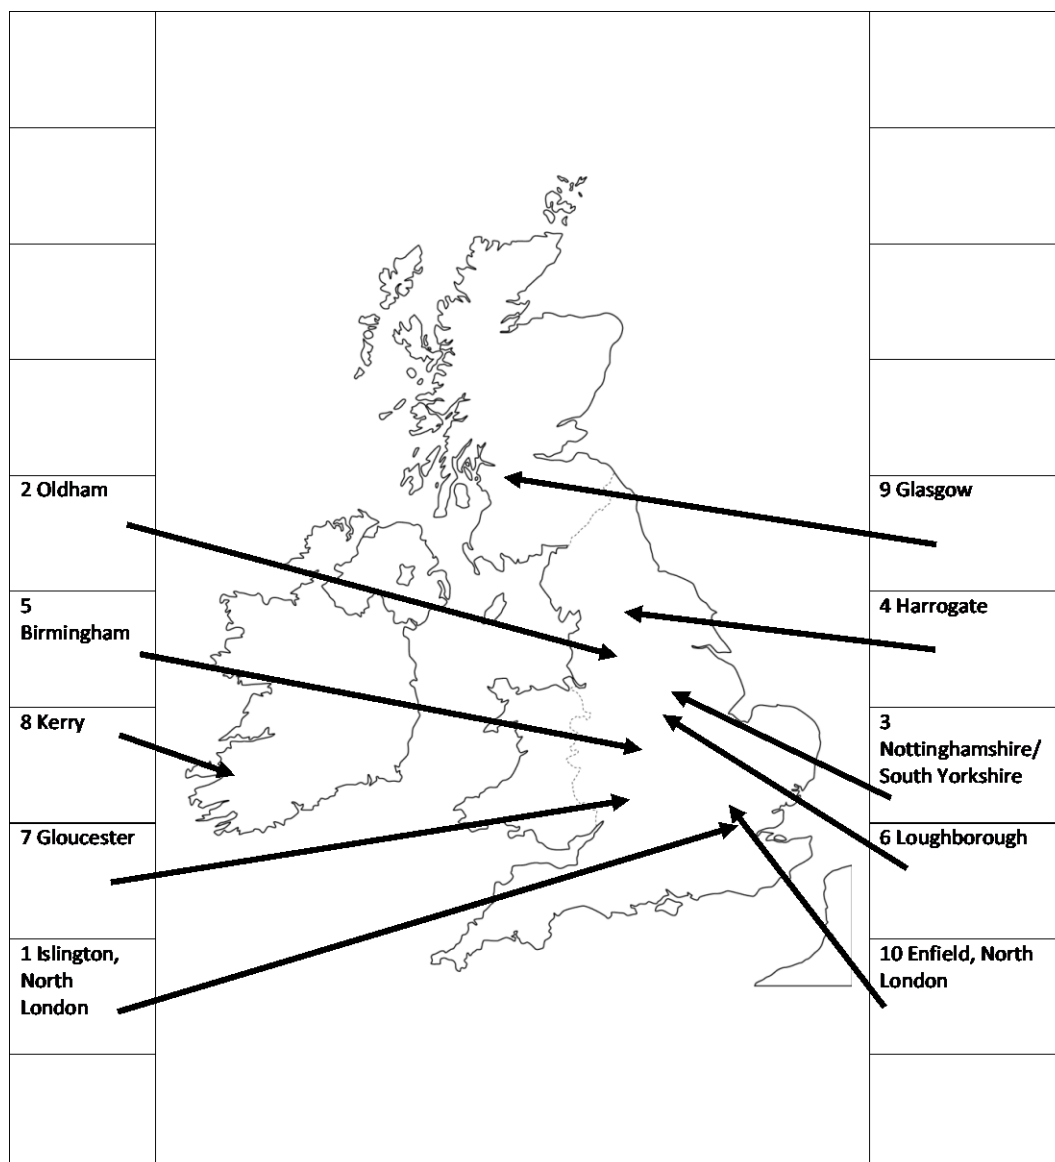 2 Oldham
9 Glasgow
5
Birmingham
4 Harrogate
8 Kerry
3
Nottinghamshire/
South Yorkshire
7 Gloucester
6 Loughborough
1 Islington,
North
London
10 Enfield, North
London